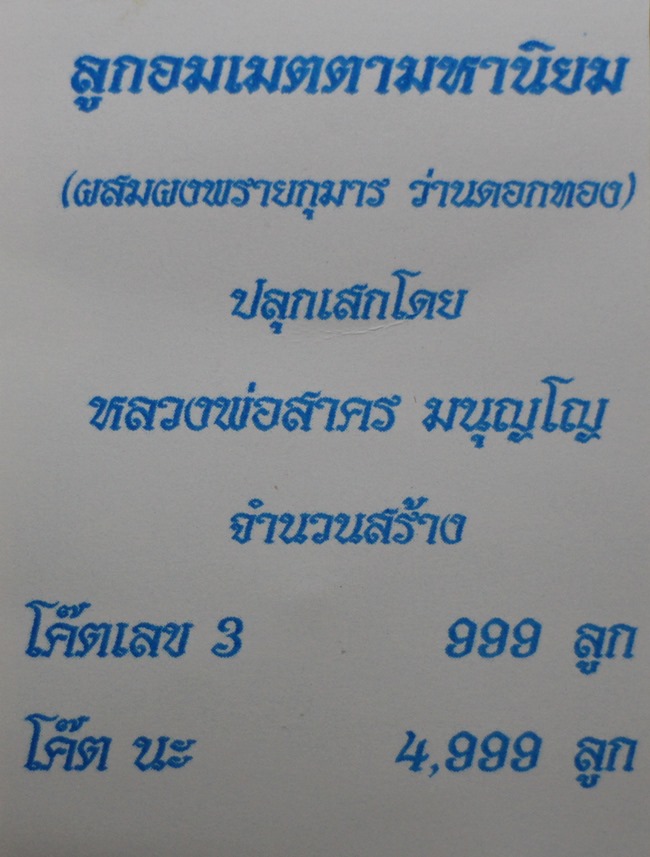 ลูกอมเมตตามหานิยม
(ผสมผงพรายกุมาร ว่านดอกทอง)
ปลุกเสกโดย
หลวงพ่อสาคร มนุญโญ
จำนวนสร้าง
โค๊ตเลข 3 999 ลูก
โค๊ต นะ 4,999 ลูก